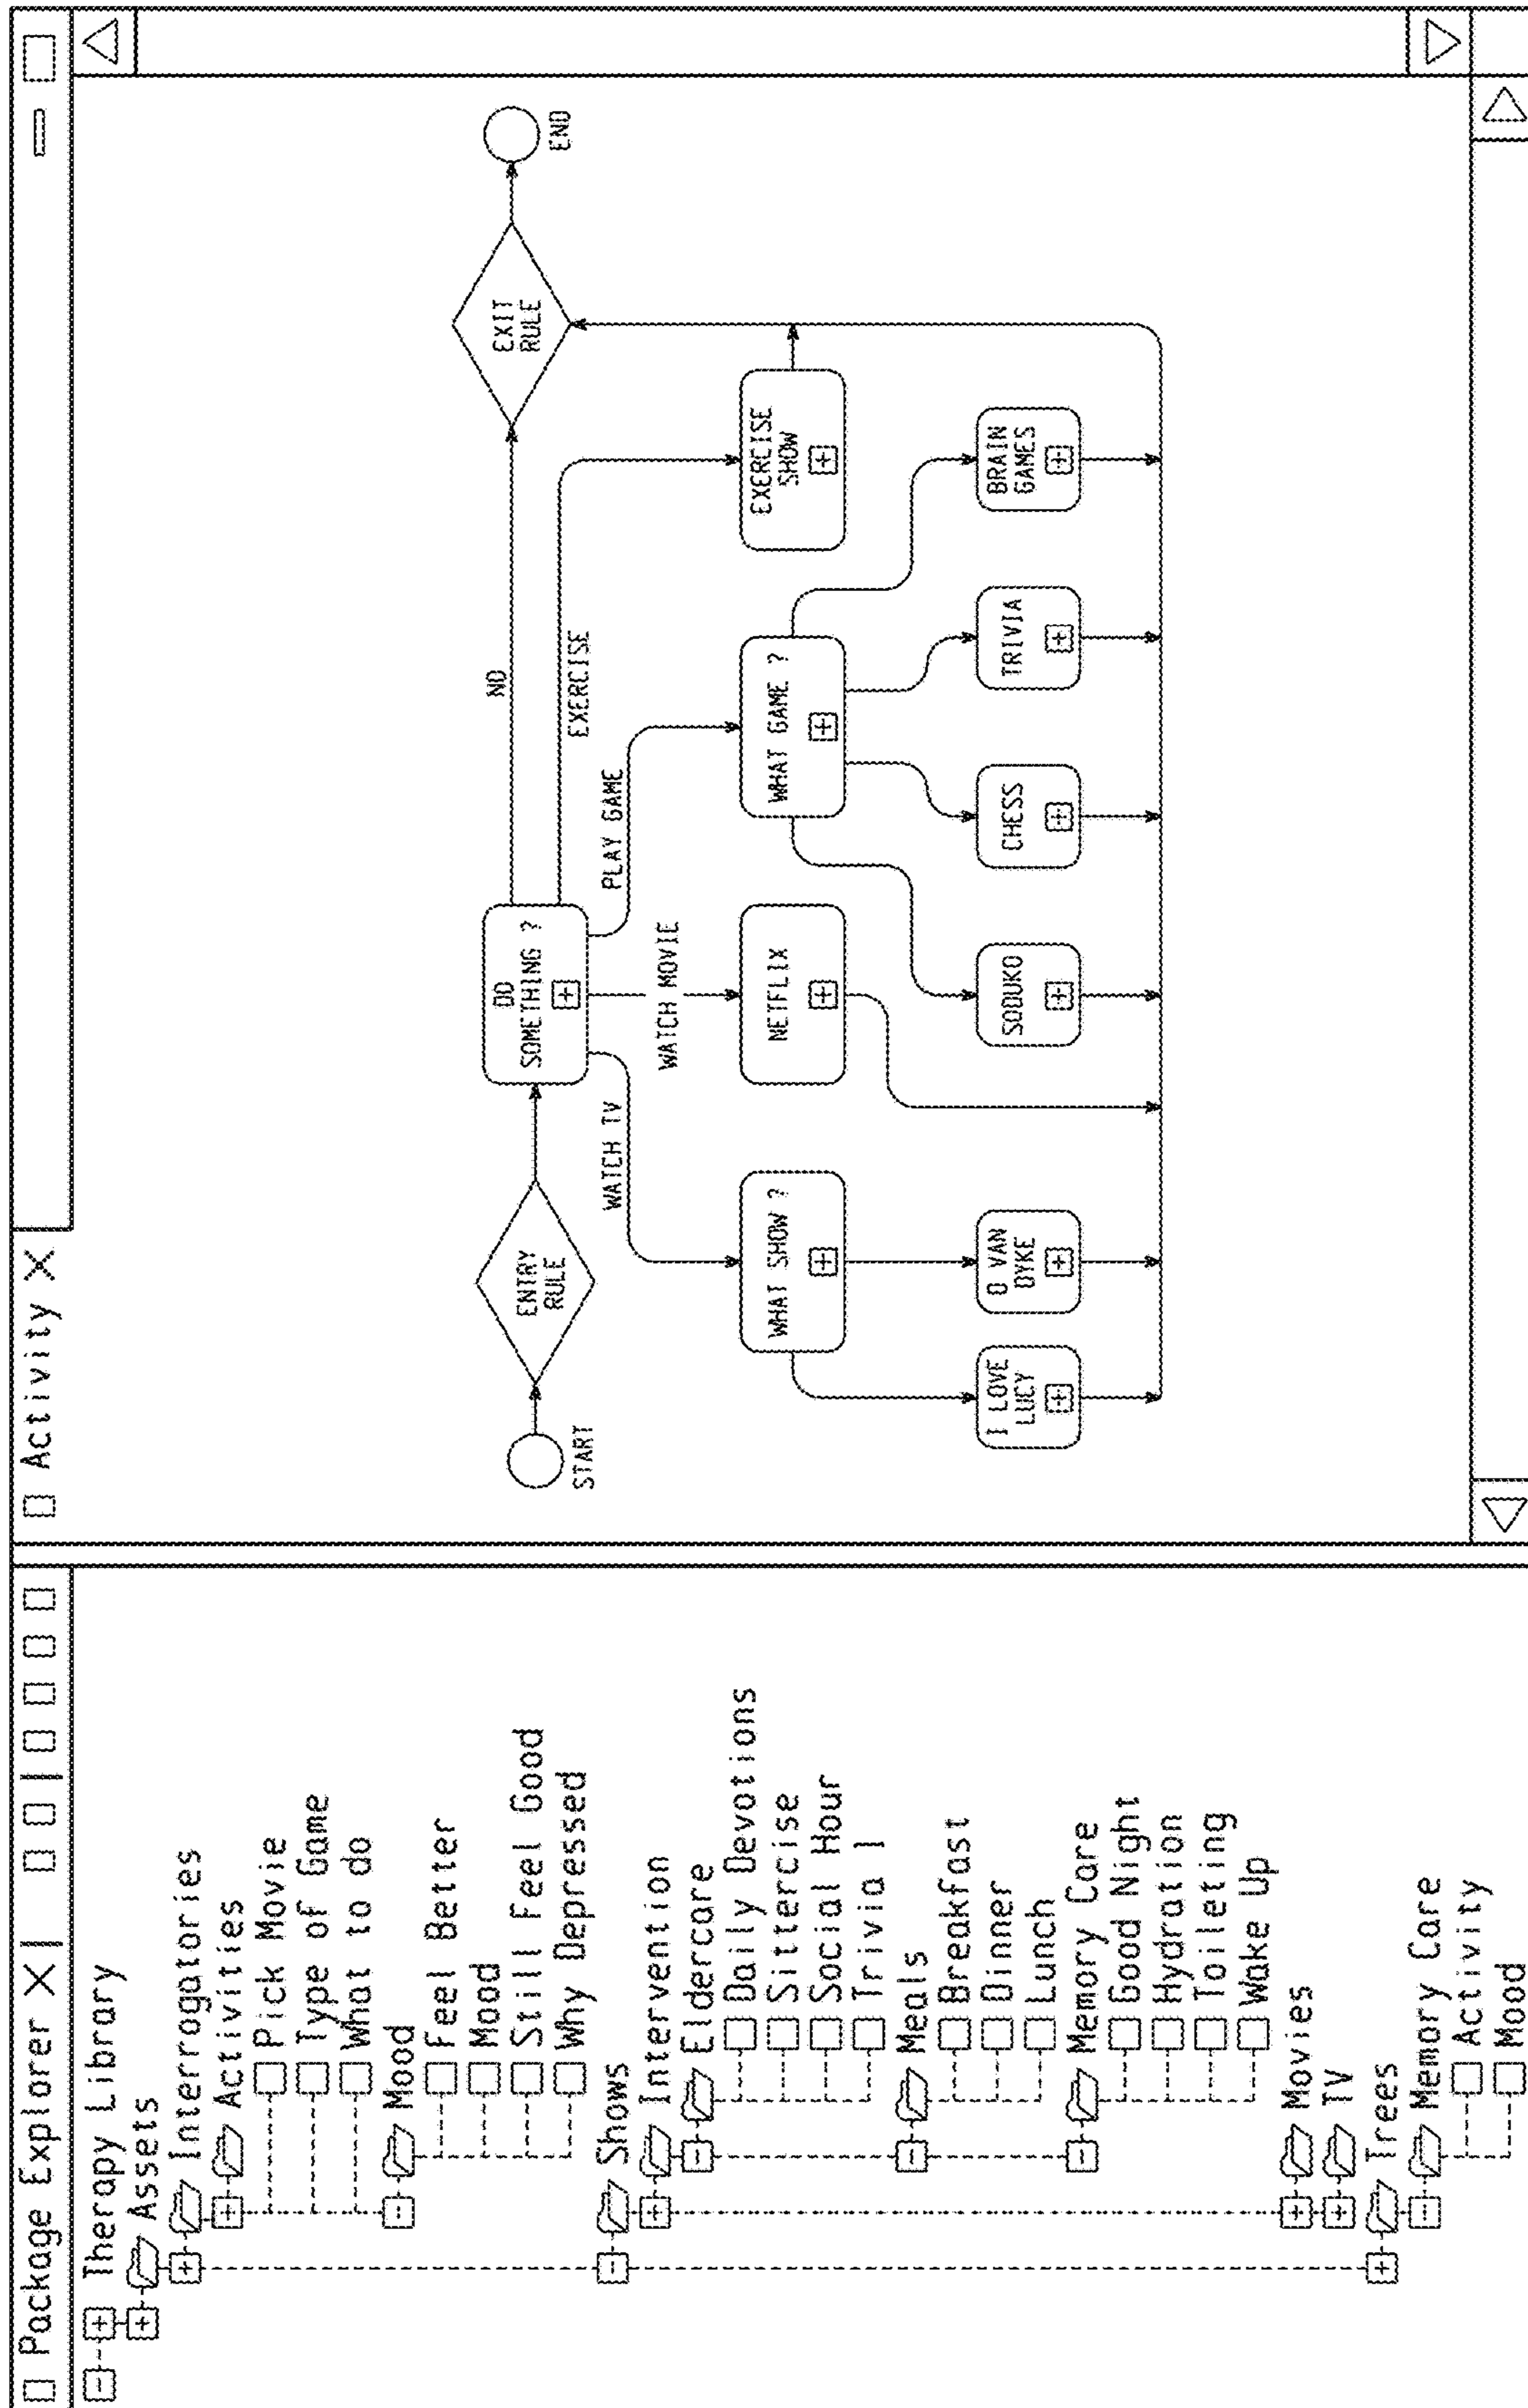 Package Explorer X
Therapy Library
Assets
Interrogatories
Activities
Pick Movie
Type of Game
What to do
Mood
Feel Better
Mood
Still Feel Good
Why Depressed
Shows
Intervention
Eldercare
Daily Devotions
Sittercise
Social Hour
Trivia 1
Meals
Breakfast
Dinner
Lunch
Memory Care
Good Night
Hydration
Toileting
Wake Up
Movies
TV
Trees
Memory Care
Activity
Mood
Activity X
START
ENTRY
RULE
DO
SOMETHING ?
NO
EXIT
RULE
END
WATCH TV
WATCH MOVIE
PLAY GAME
EXERCISE
WHAT SHOW ?
NETFLIX
WHAT GAME ?
EXERCISE
SHOW
I LOVE
LUCY
D VAN
DYKE
SODUKO
CHESS
TRIVIA
BRAIN
GAMES